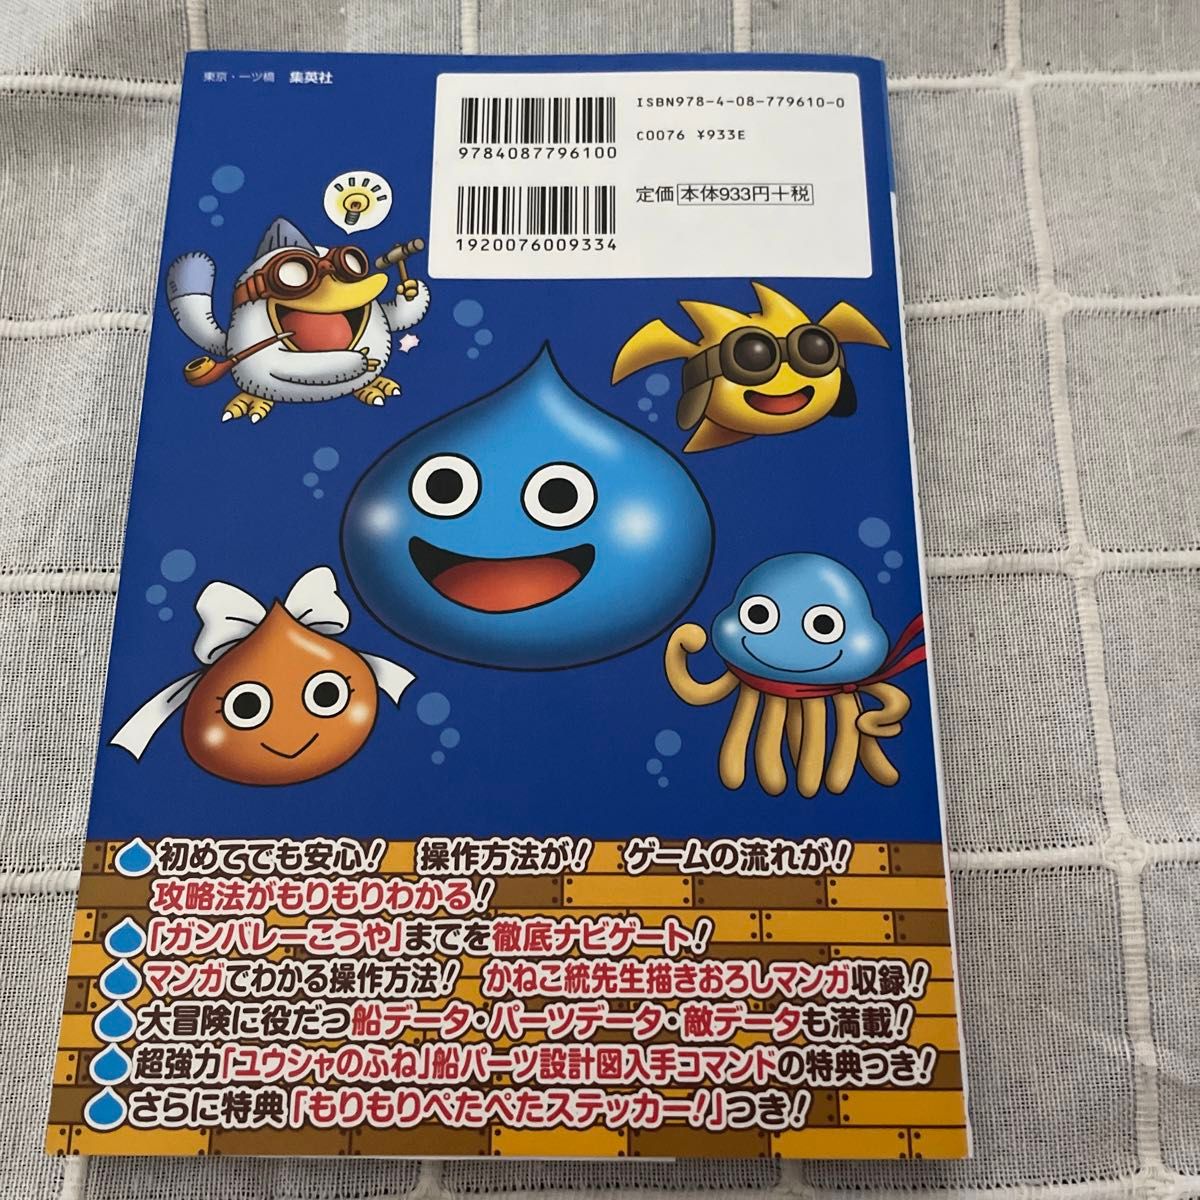 東京・一ツ橋 集英社
ISBN978-4-08-779610-0
C0076 ¥933E
9784087796100
定価 本体933円+税
1920076009334
初めてでも安心! 操作方法が! ゲームの流れが!
攻略法がもりもりわかる!
「ガンバレーこうや」までを徹底ナビゲート!
マンガでわかる操作方法! かねこ統先生描きおろしマンガ収録!
大冒険に役だつ船データ・パーツデータ・敵データも満載!
超強力「ユウシャのふね」船パーツ設計図入手コマンドの特典つき!
さらに特典「もりもりぺたぺたステッカー!」つき!